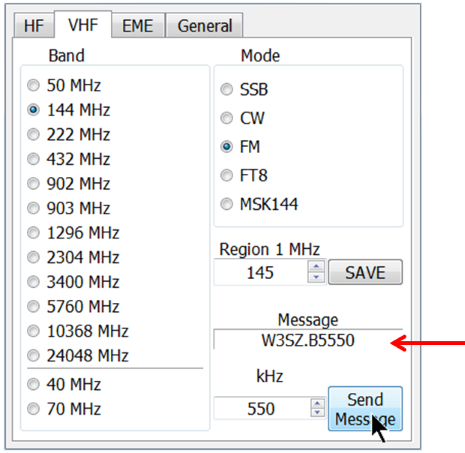 HF VHF EME General
Band
50 MHz
144 MHz
222 MHz
432 MHz
902 MHz
903 MHz
1296 MHz
2304 MHz
3400 MHz
5760 MHz
10368 MHz
24048 MHz
40 MHz
70 MHz
Mode
SSB
CW
FM
FT8
MSK144
Region 1 MHz
145 SAVE
Message
W3SZ.B5550
kHz
550
Send
Message